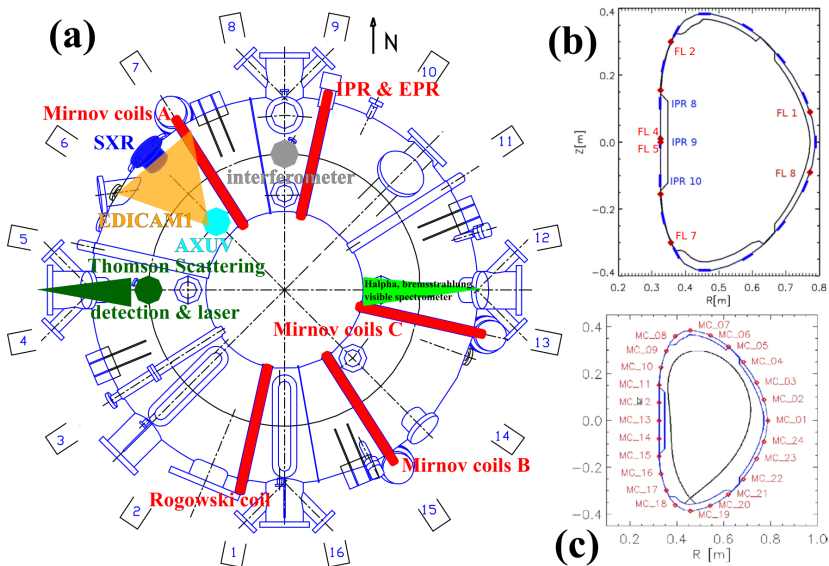 (a)
N
8
9
7
10
6
11
5
12
4
13
3
14
2
15
1
16
Mirnov coils A
IPR & EPR
SXR
interferometer
EDICAM1
AXUV
Thomson Scattering
detection & laser
Halpha, bremsstrahlung
visible spectrometer
Mirnov coils C
Mirnov coils B
Rogowski coil
(b)
0.4
0.2
0.0
-0.2
-0.4
Z[m]
0.2
0.3
0.4
0.5
0.6
0.7
0.8
R[m]
FL 2
IPR 8
FL 1
FL 4
IPR 9
FL 5
IPR 10
FL 8
FL 7
(c)
0.4
0.2
0.0
-0.2
-0.4
0.2
0.4
0.6
0.8
1.0
R [m]
MC_07
MC_08
MC_06
MC_09
MC_05
MC_10
MC_04
MC_11
MC_03
MC_12
MC_02
MC_13
MC_01
MC_14
MC_24
MC_15
MC_23
MC_16
MC_22
MC_17
MC_21
MC_18
MC_20
MC_19